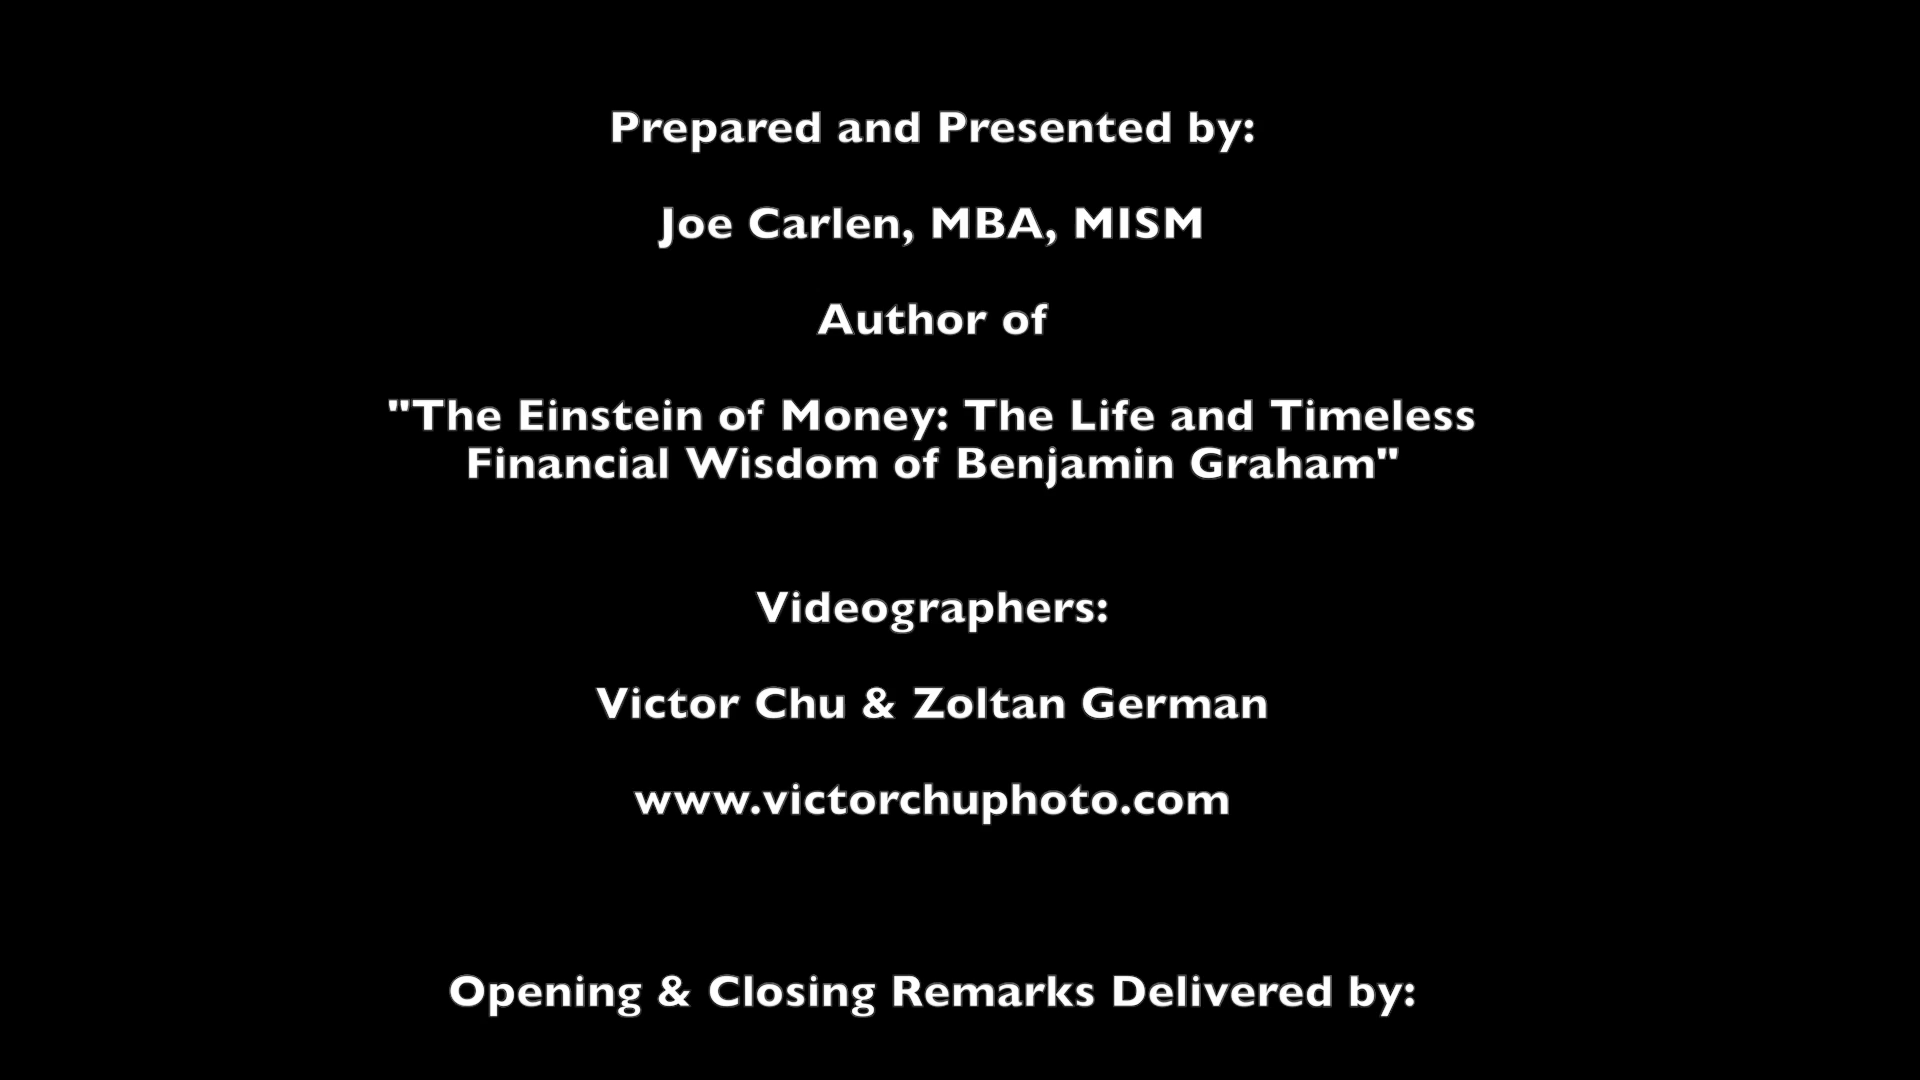 Prepared and Presented by:
Joe Carlen, MBA, MISM
Author of
"The Einstein of Money: The Life and Timeless
Financial Wisdom of Benjamin Graham"
Videographers:
Victor Chu & Zoltan German
www.victorchuphoto.com
Opening & Closing Remarks Delivered by: